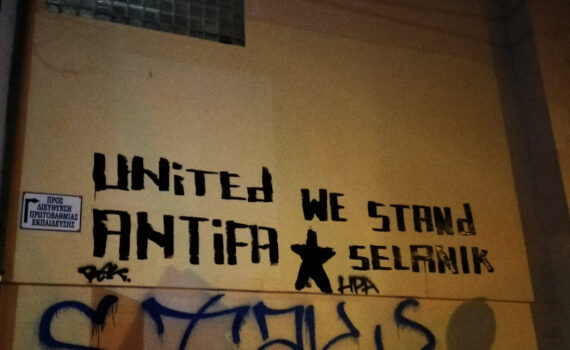 UNiTEd WE STANd
ANTiFA ★ SELANIK
ΠΡΟΣ
ΔΙΕΥΘΥΝΣΗ
ΠΡΩΤΟΒΑΘΜΙΑΣ
ΕΚΠΑΙΔΕΥΣΗΣ